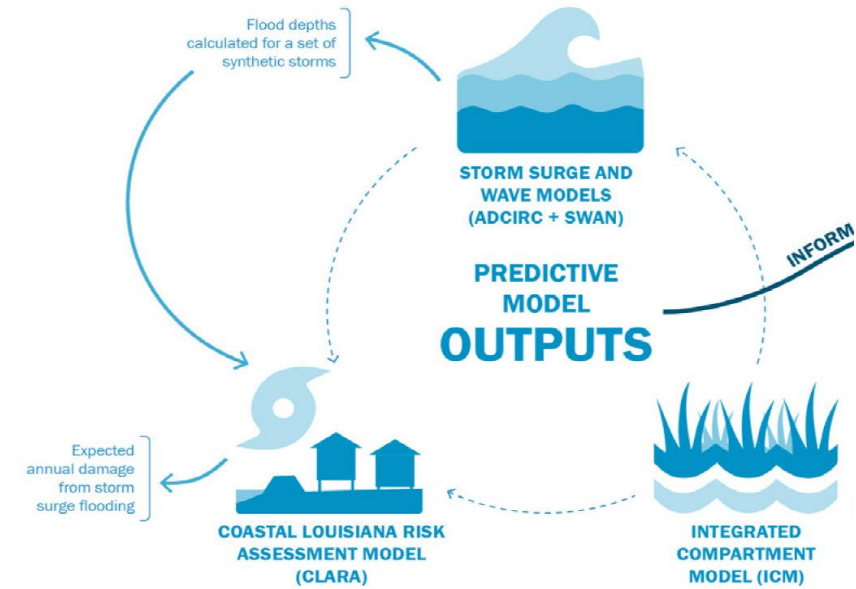 Flood depths
calculated for a set of
synthetic storms
STORM SURGE AND
WAVE MODELS
(ADCIRC + SWAN)
INFORM
PREDICTIVE
MODEL
OUTPUTS
Expected
annual damage
from storm
surge flooding
COASTAL LOUISIANA RISK
ASSESSMENT MODEL
(CLARA)
INTEGRATED
COMPARTMENT
MODEL (ICM)